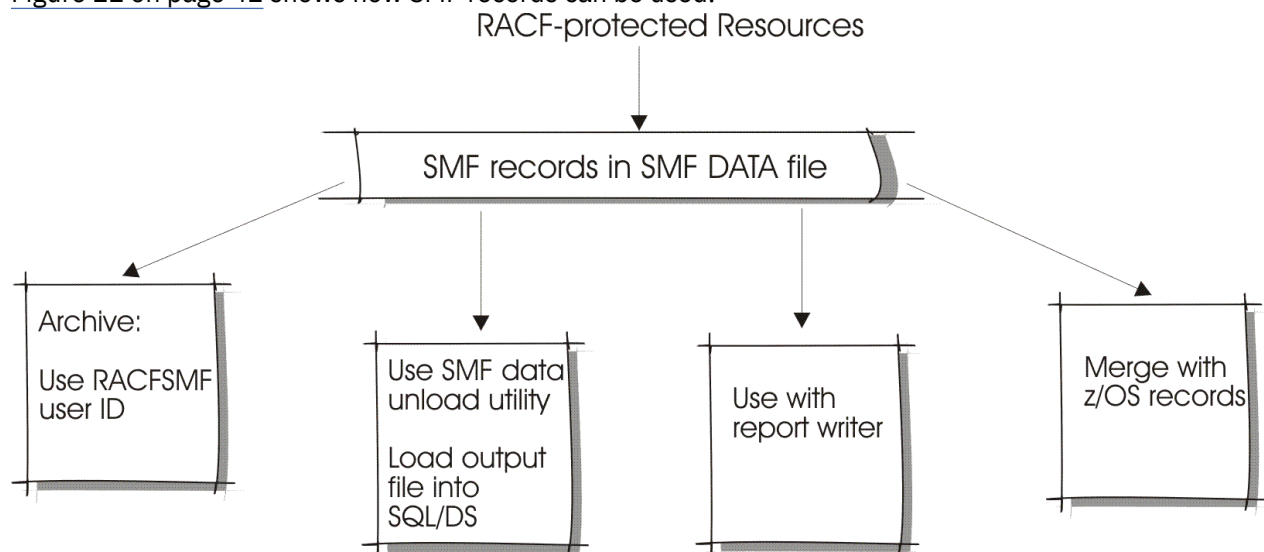 Figure 22 on page 42 shows how SMF records can be used.
RACF-protected Resources
SMF records in SMF DATA file
Archive:
Use RACFSMF
user ID
Use SMF data
unload utility
Load output
file into
SQL/DS
Use with
report writer
Merge with
z/OS records